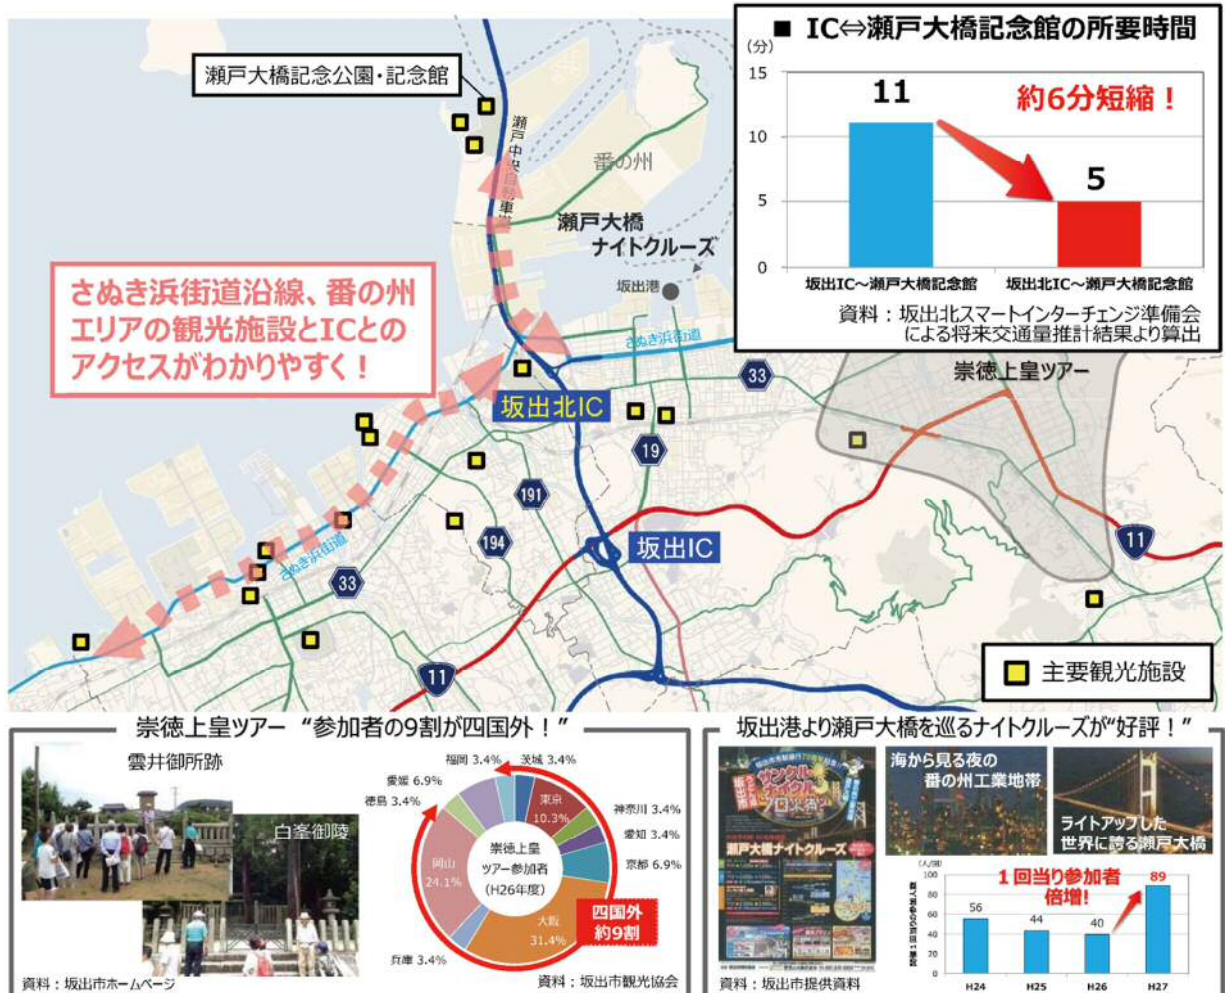 瀬戸大橋記念公園・記念館
瀬戸中央自動車道
番の州
瀬戸大橋
ナイトクルーズ
坂出港
さぬき浜街道沿線、番の州
エリアの観光施設とICとの
アクセスがわかりやすく！
さぬき浜街道
坂出北IC
33
19
191
194
坂出IC
崇徳上皇ツアー
11
さぬき浜街道
33
11
主要観光施設
■ IC⇔瀬戸大橋記念館の所要時間
(分)
15
10
5
0
11
約6分短縮！
5
坂出IC～瀬戸大橋記念館
坂出北IC～瀬戸大橋記念館
資料：坂出北スマートインターチェンジ準備会
による将来交通量推計結果より算出
崇徳上皇ツアー “参加者の9割が四国外！”
雲井御所跡
白峯御陵
資料：坂出市ホームページ
福岡 3.4%
茨城 3.4%
愛媛 6.9%
徳島 3.4%
東京
10.3%
神奈川 3.4%
愛知 3.4%
京都 6.9%
岡山
24.1%
崇徳上皇
ツアー参加者
(H26年度)
大阪
31.4%
兵庫 3.4%
四国外
約9割
資料：坂出市観光協会
坂出港より瀬戸大橋を巡るナイトクルーズが“好評！”
瀬戸大橋ナイトクルーズ
海から見る夜の
番の州工業地帯
ライトアップした
世界に誇る瀬戸大橋
開催1回当りの参加人数
100
80
60
40
20
0
1回当り参加者
倍増!
56
44
40
89
H24
H25
H26
H27
資料：坂出市提供資料